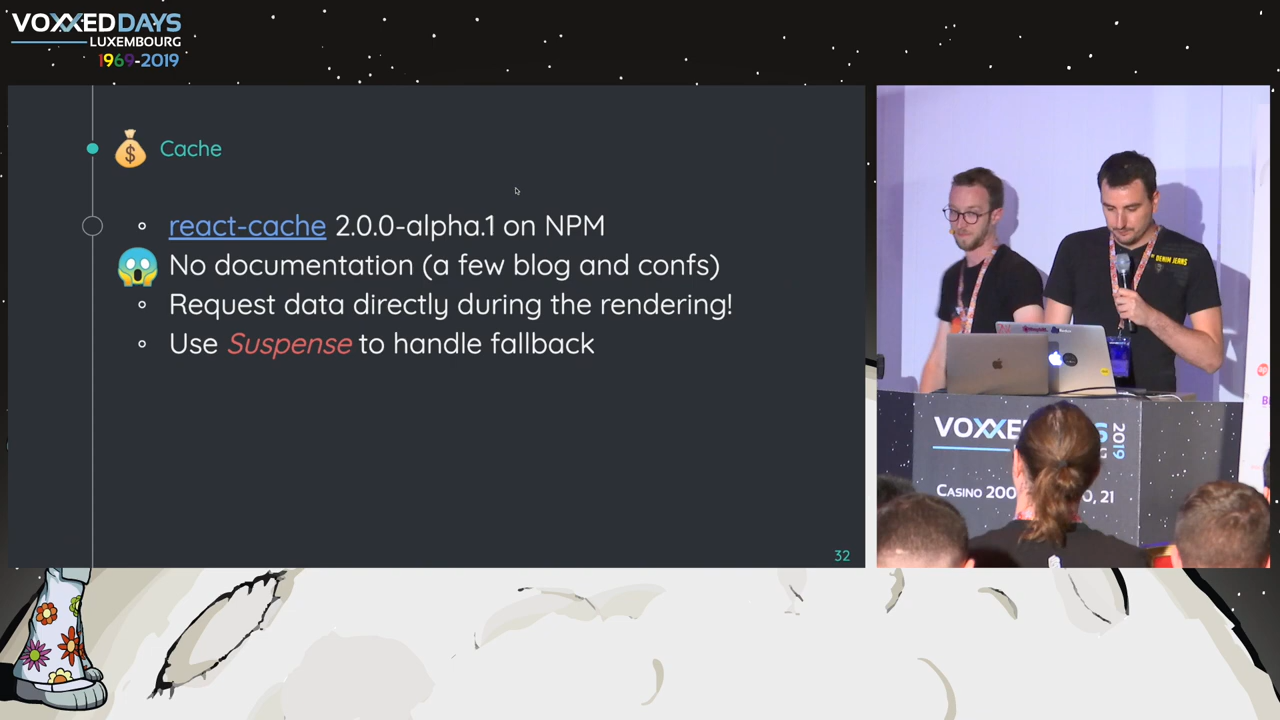 VOXXED DAYS
LUXEMBOURG
1969-2019
Cache
react-cache 2.0.0-alpha.1 on NPM
No documentation (a few blog and confs)
Request data directly during the rendering!
Use Suspense to handle fallback
32
DENIM JEANS
VOXXE
2019
CASINO 200
0, 21